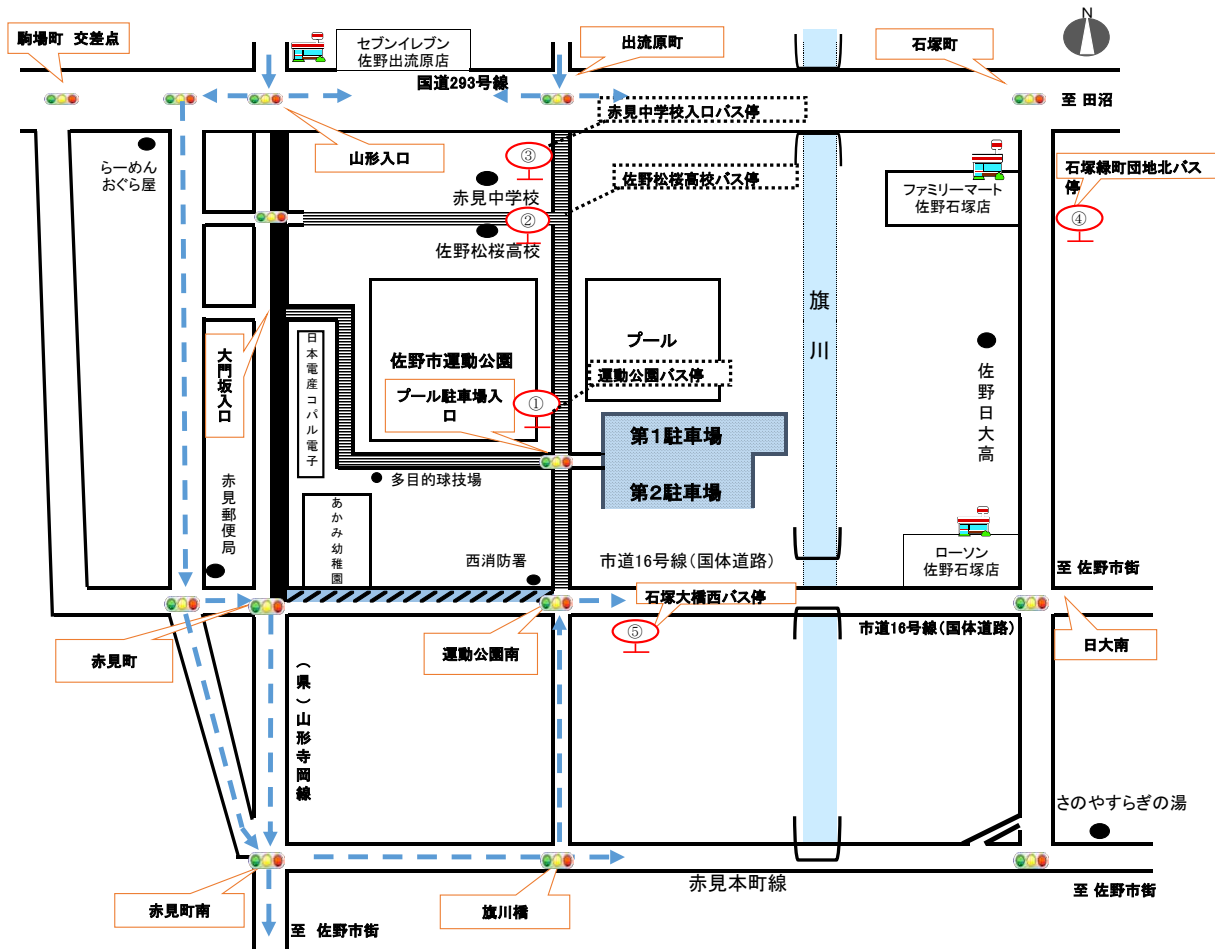 N
駒場町 交差点
セブンイレブン
佐野出流原店
出流原町
石塚町
国道293号線
至 田沼
赤見中学校入口バス停
山形入口
③
らーめん
おぐら屋
赤見中学校
佐野松桜高校バス停
石塚緑町団地北バス
停
ファミリーマート
佐野石塚店
②
④
佐野松桜高校
旗川
プール
大門坂入口
日本電産コパル電子
佐野市運動公園
運動公園バス停
佐野日大高
プール駐車場入
口
①
第1駐車場
多目的球技場
第2駐車場
赤見郵便局
あかみ幼稚園
西消防署
市道16号線(国体道路)
ローソン
佐野石塚店
至 佐野市街
石塚大橋西バス停
⑤
市道16号線(国体道路)
赤見町
運動公園南
日大南
(県)山形寺岡線
さのやすらぎの湯
赤見本町線
至 佐野市街
赤見町南
旗川橋
至 佐野市街